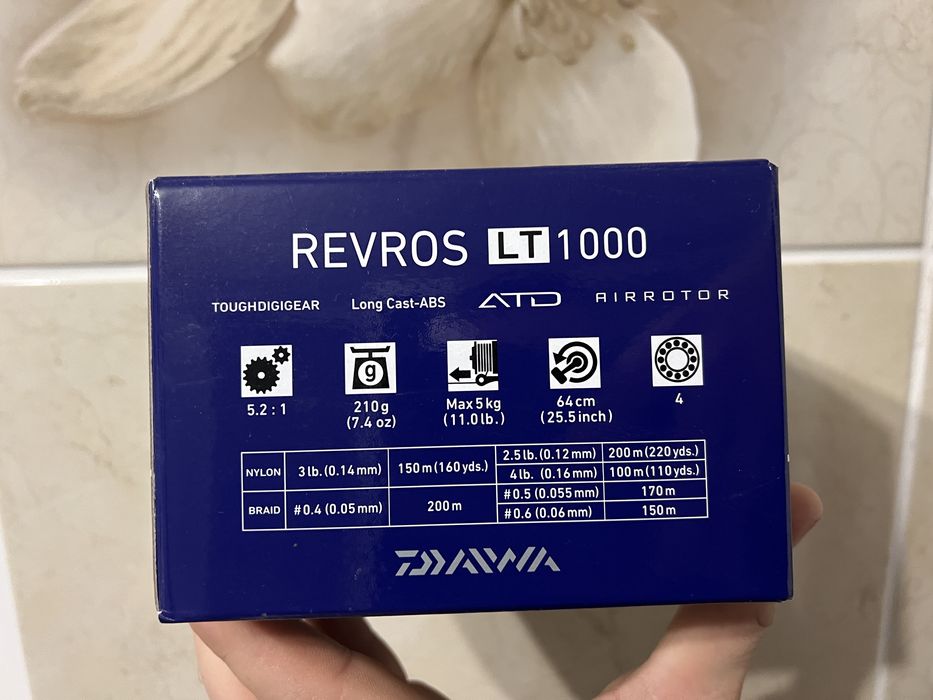 REVROS LT 1000
TOUGHDIGIGEAR Long Cast-ABS ATD AIRROTOR
g
5.2 : 1 210g (7.4 oz) Max 5 kg (11.0 lb.) 64 cm (25.5 inch) 4
NYLON 3 lb. (0.14 mm) 150 m (160 yds.) 2.5 lb. (0.12 mm) 200 m (220 yds.)
4 lb. (0.16 mm) 100 m (110 yds.)
BRAID #0.4 (0.05 mm) 200 m #0.5 (0.055 mm) 170 m
#0.6 (0.06 mm) 150 m
DAIWA